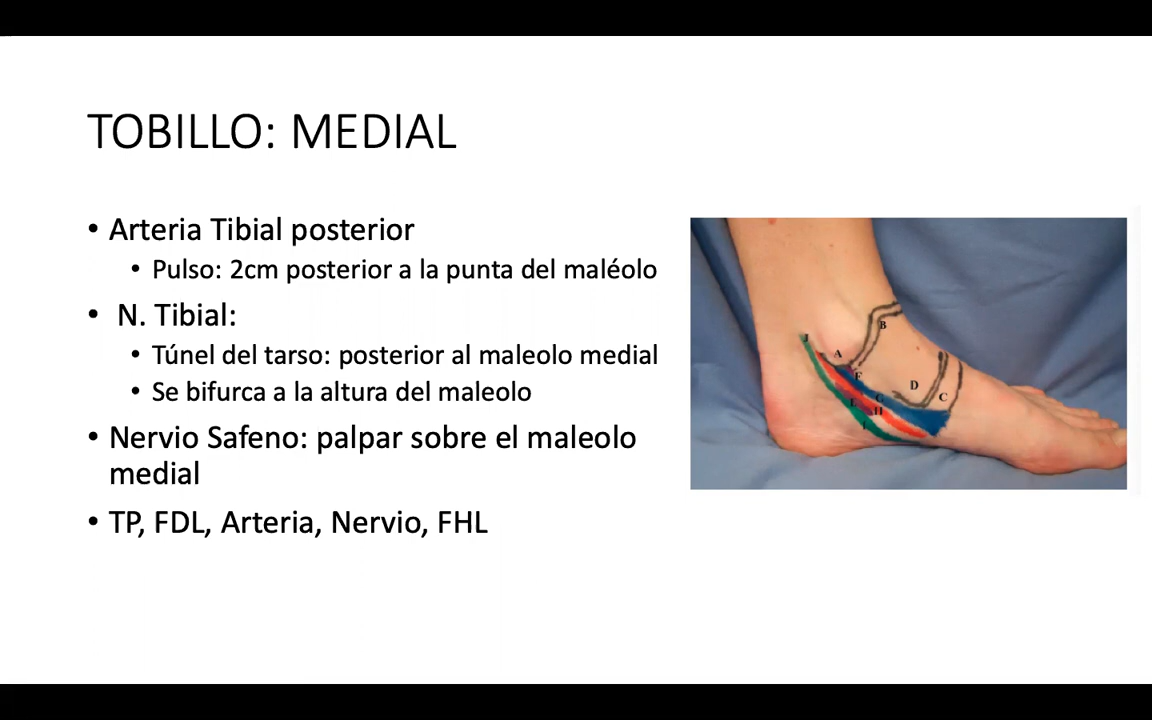 TOBILLO: MEDIAL
• Arteria Tibial posterior
• Pulso: 2cm posterior a la punta del maléolo
• N. Tibial:
• Túnel del tarso: posterior al maleolo medial
• Se bifurca a la altura del maleolo
• Nervio Safeno: palpar sobre el maleolo
medial
• TP, FDL, Arteria, Nervio, FHL
B
J
A
F
D
G
C
H